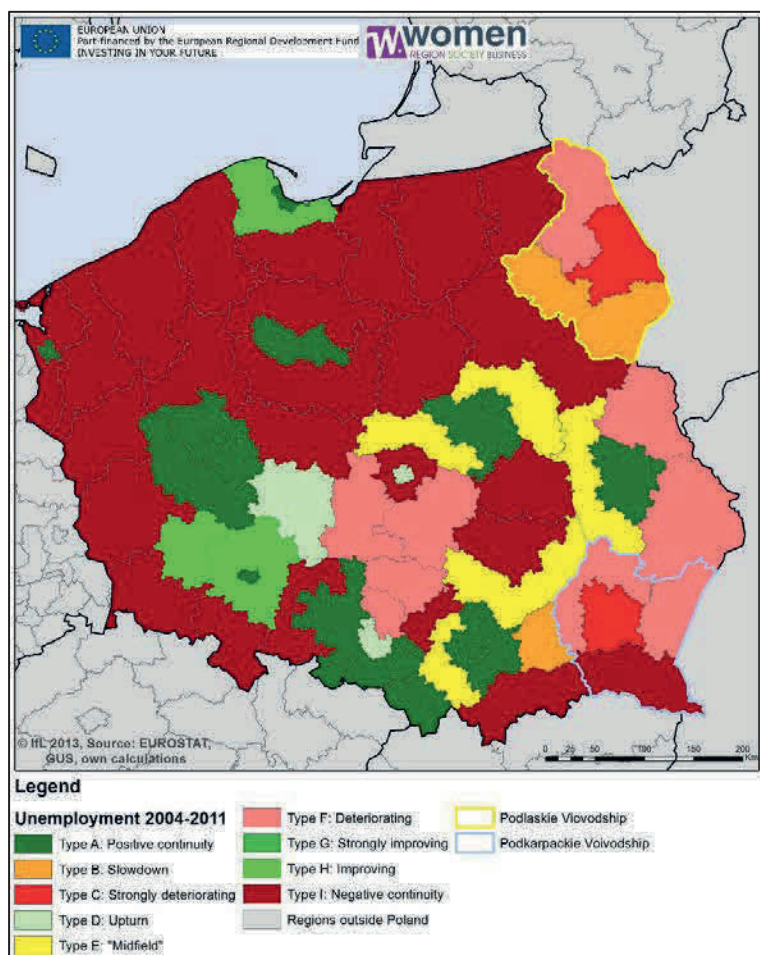 EUROPEAN UNION
Part-financed by the European Regional Development Fund
INVESTING IN YOUR FUTURE
W. women
REGION SOCIETY BUSINESS
© IfL 2013, Source: EUROSTAT,
GUS, own calculations
0 25 50 100 150 200
Km
Legend
Unemployment 2004-2011
Type A: Positive continuity
Type B: Slowdown
Type C: Strongly deteriorating
Type D: Upturn
Type E: "Midfield"
Type F: Deteriorating
Type G: Strongly improving
Type H: Improving
Type I: Negative continuity
Regions outside Poland
Podlaskie Viovodship
Podkarpackie Voivodship